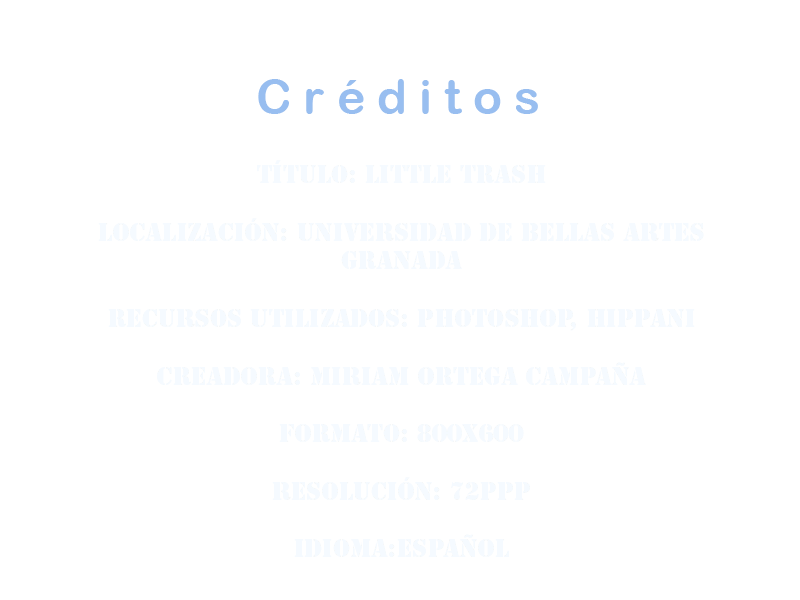 Créditos
TÍTULO: LITTLE TRASH
LOCALIZACIÓN: UNIVERSIDAD DE BELLAS ARTES
GRANADA
RECURSOS UTILIZADOS: PHOTOSHOP, HIPPANI
CREADORA: MIRIAM ORTEGA CAMPAÑA
FORMATO: 800X600
RESOLUCIÓN: 72PPP
IDIOMA:ESPAÑOL